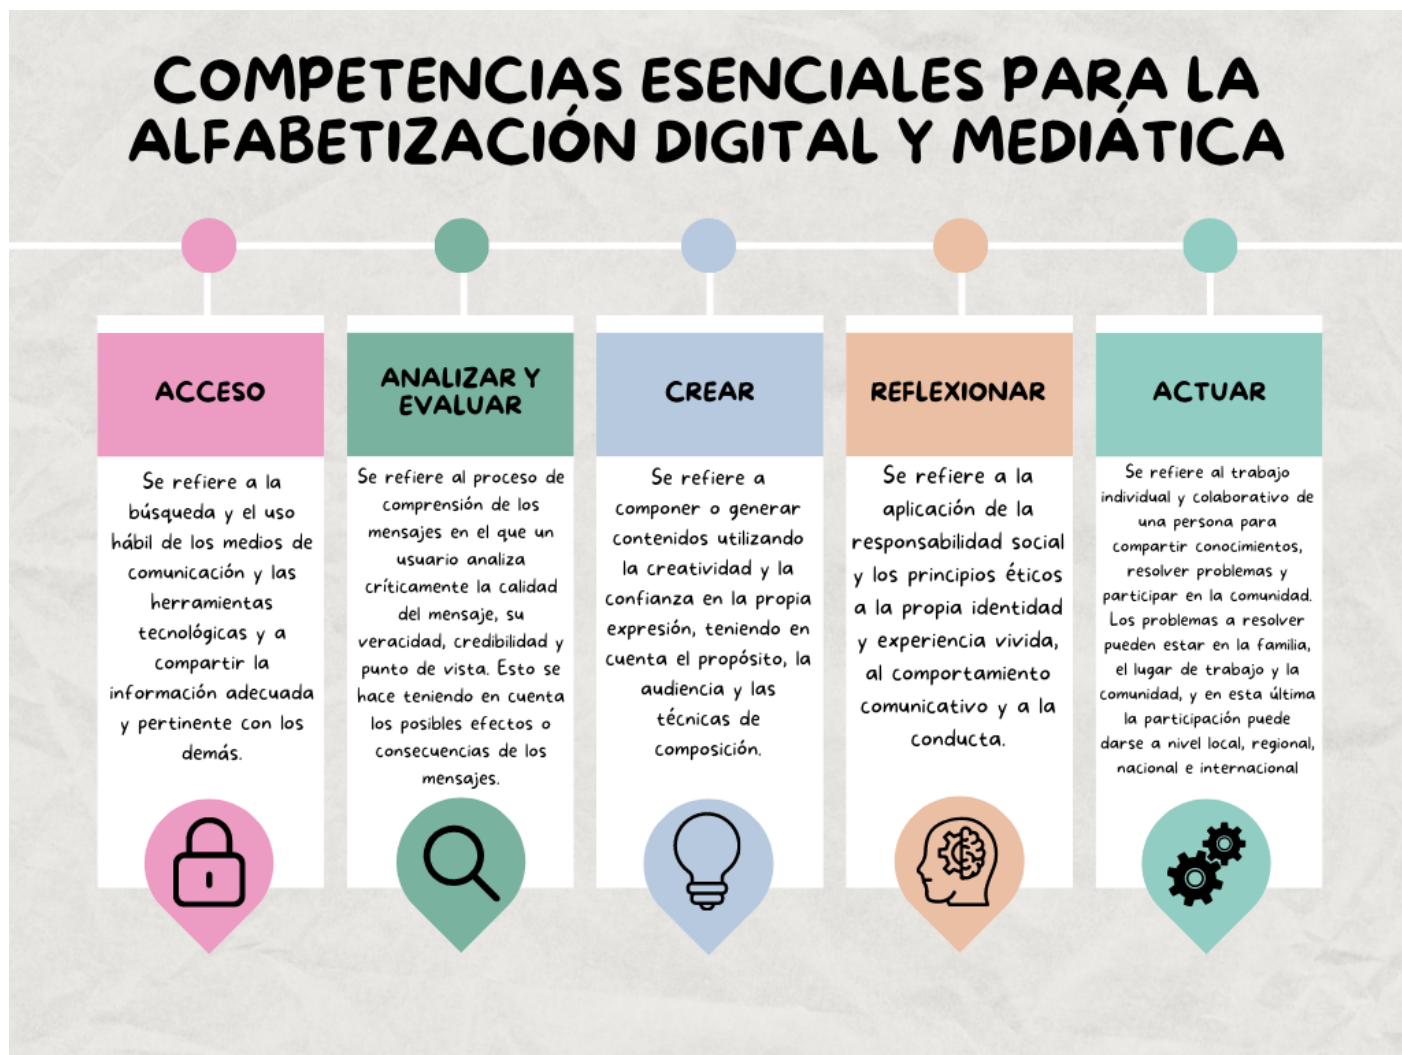 COMPETENCIAS ESENCIALES PARA LA
ALFABETIZACIÓN DIGITAL Y MEDIÁTICA
ACCESO
Se refiere a la
búsqueda y el uso
hábil de los medios de
comunicación y las
herramientas
tecnológicas y a
compartir la
información adecuada
y pertinente con los
demás.
ANALIZAR Y
EVALUAR
Se refiere al proceso de
comprensión de los
mensajes en el que un
usuario analiza
críticamente la calidad
del mensaje, su
veracidad, credibilidad y
punto de vista. Esto se
hace teniendo en cuenta
los posibles efectos o
consecuencias de los
mensajes.
CREAR
Se refiere a
componer o generar
contenidos utilizando
la creatividad y la
confianza en la propia
expresión, teniendo en
cuenta el propósito, la
audiencia y las
técnicas de
composición.
REFLEXIONAR
Se refiere a la
aplicación de la
responsabilidad social
y los principios éticos
a la propia identidad
y experiencia vivida,
al comportamiento
comunicativo y a la
conducta.
ACTUAR
Se refiere al trabajo
individual y colaborativo de
una persona para
compartir conocimientos,
resolver problemas y
participar en la comunidad.
Los problemas a resolver
pueden estar en la familia,
el lugar de trabajo y la
comunidad, y en esta última
la participación puede
darse a nivel local, regional,
nacional e internacional